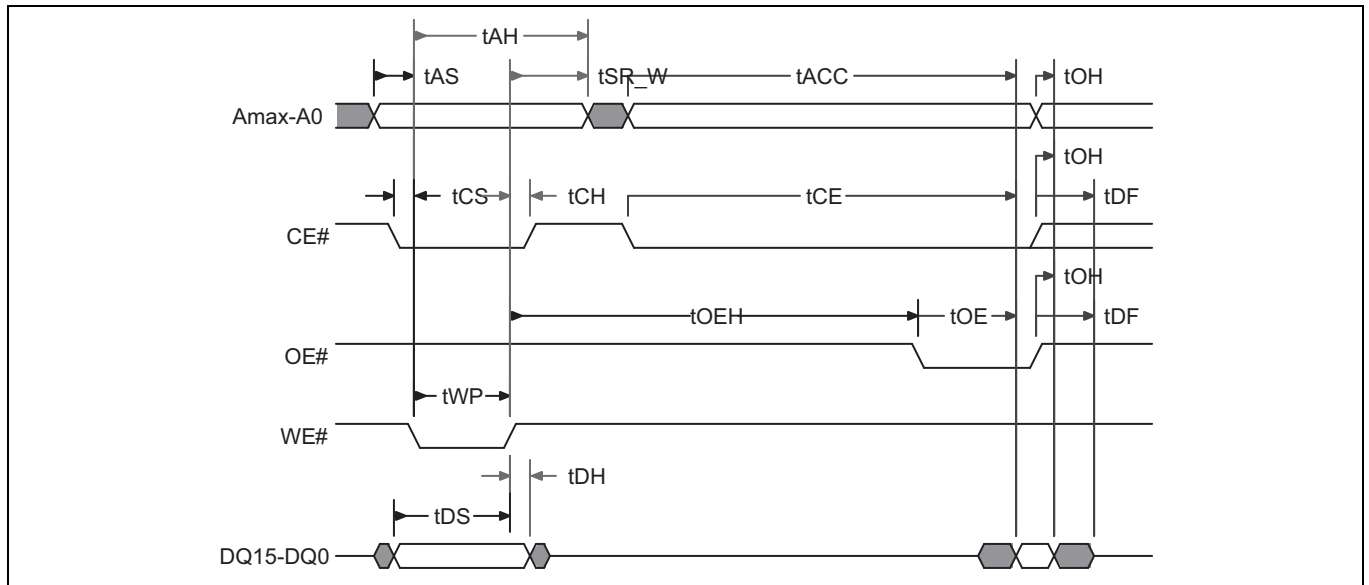 tAH
tAS tSR_W tACC tOH
Amax-A0
tOH
tCS tCH tCE tDF
CE#
tOH
tOEH tOE tDF
OE#
tWP
WE#
tDH
tDS
DQ15-DQ0